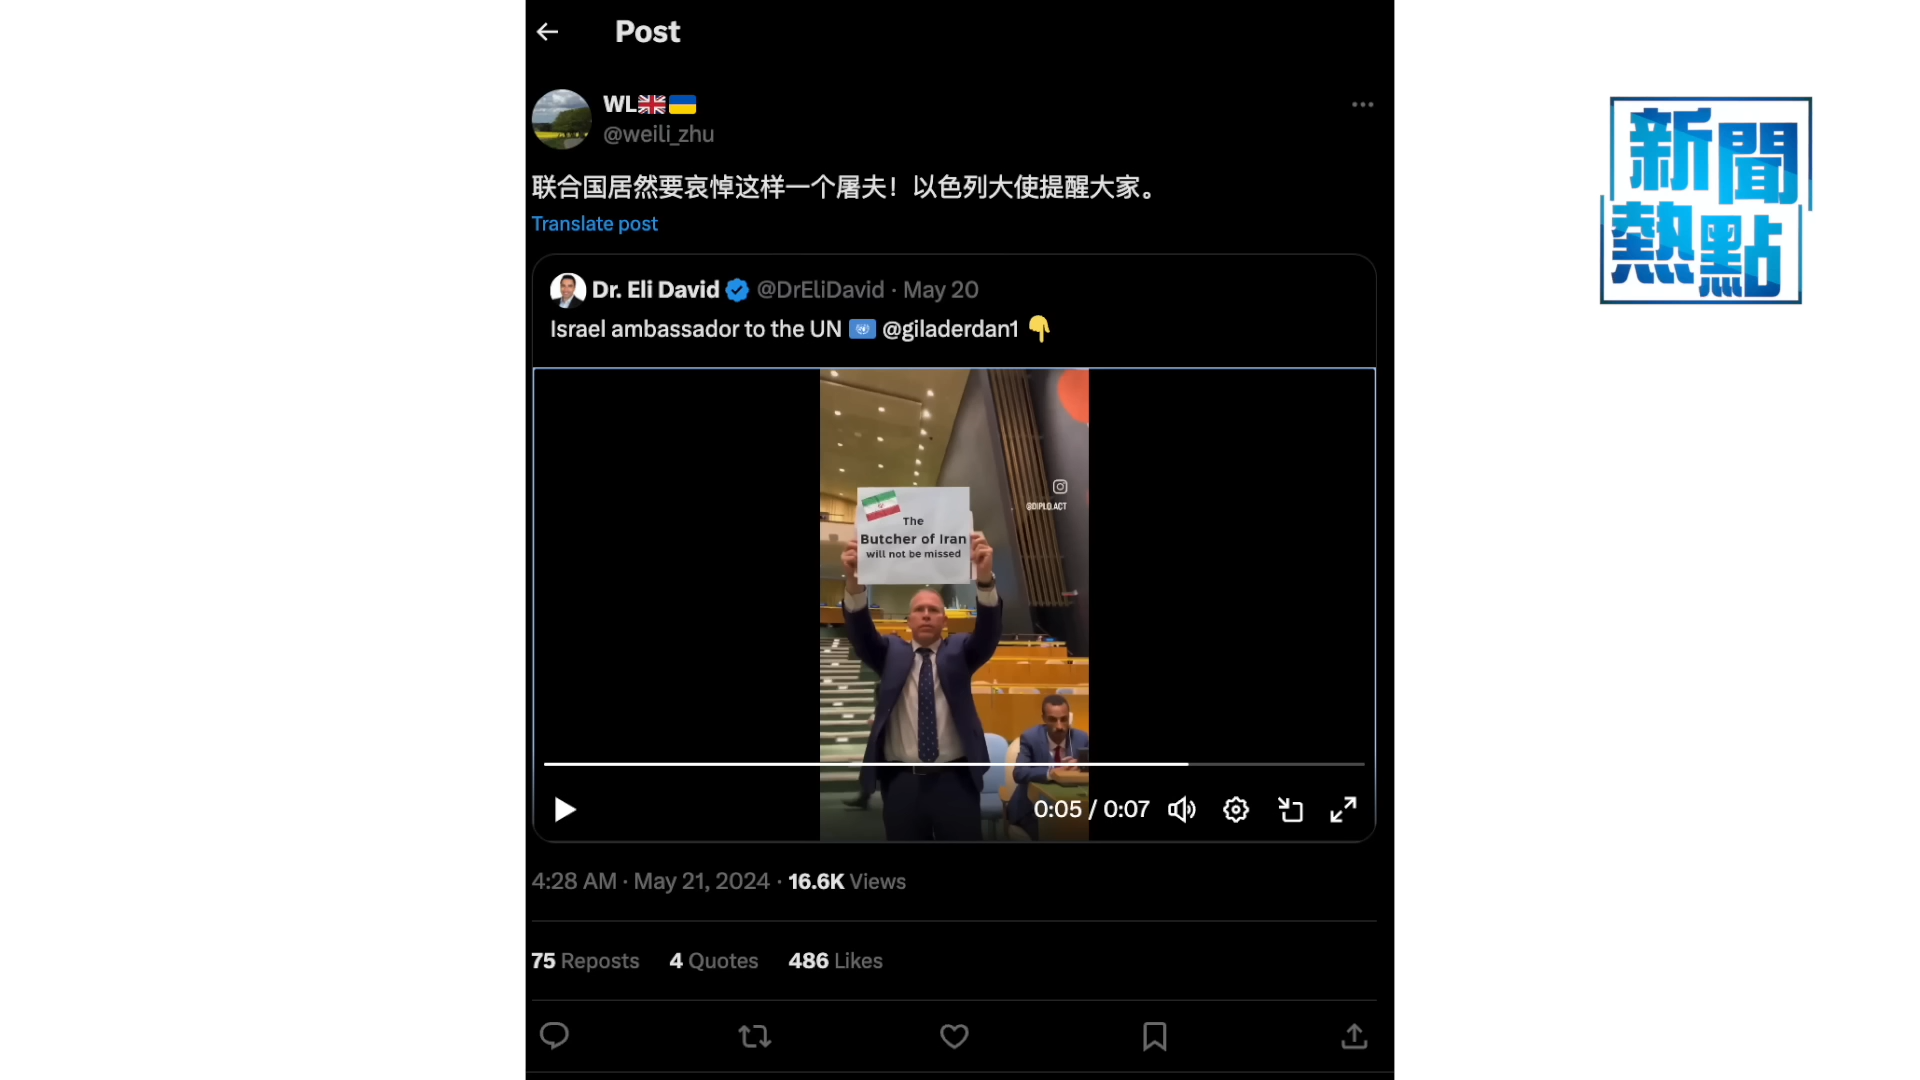 Post
WL
@weili_zhu
联合国居然要哀悼这样一个屠夫！以色列大使提醒大家。
Translate post
Dr. Eli David @DrEliDavid · May 20
Israel ambassador to the UN @giladerdan1
@DIPLO.ACT
The
Butcher of Iran
will not be missed
0:05 / 0:07
4:28 AM · May 21, 2024 · 16.6K Views
75 Reposts 4 Quotes 486 Likes
新聞
熱點